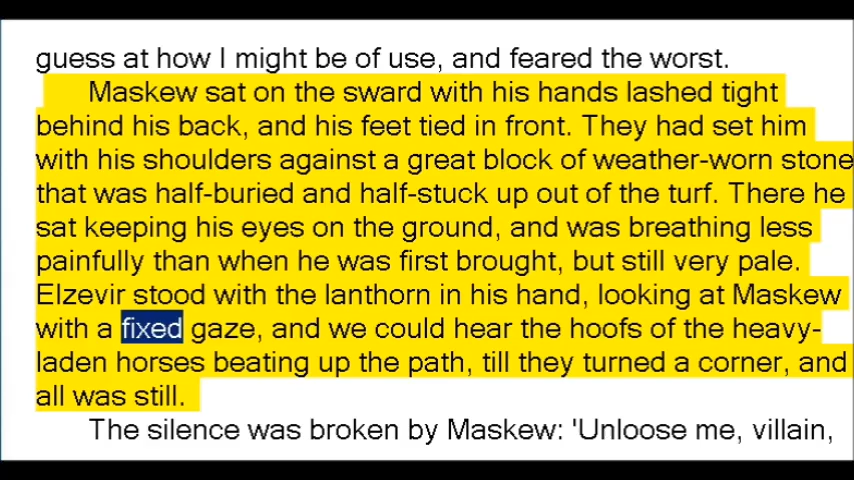 guess at how I might be of use, and feared the worst.
Maskew sat on the sward with his hands lashed tight
behind his back, and his feet tied in front. They had set him
with his shoulders against a great block of weather-worn stone
that was half-buried and half-stuck up out of the turf. There he
sat keeping his eyes on the ground, and was breathing less
painfully than when he was first brought, but still very pale.
Elzevir stood with the lanthorn in his hand, looking at Maskew
with a fixed gaze, and we could hear the hoofs of the heavy-
laden horses beating up the path, till they turned a corner, and
all was still.
The silence was broken by Maskew: 'Unloose me, villain,